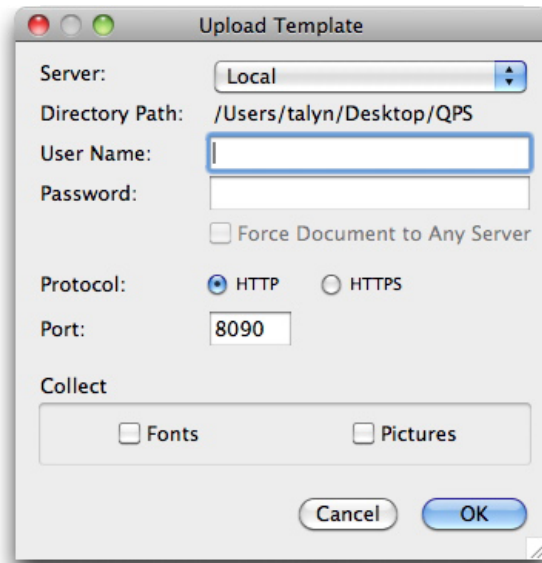 Upload Template
Server: Local
Directory Path: /Users/talyn/Desktop/QPS
User Name:
Password:
Force Document to Any Server
Protocol: HTTP HTTPS
Port: 8090
Collect
Fonts Pictures
Cancel OK